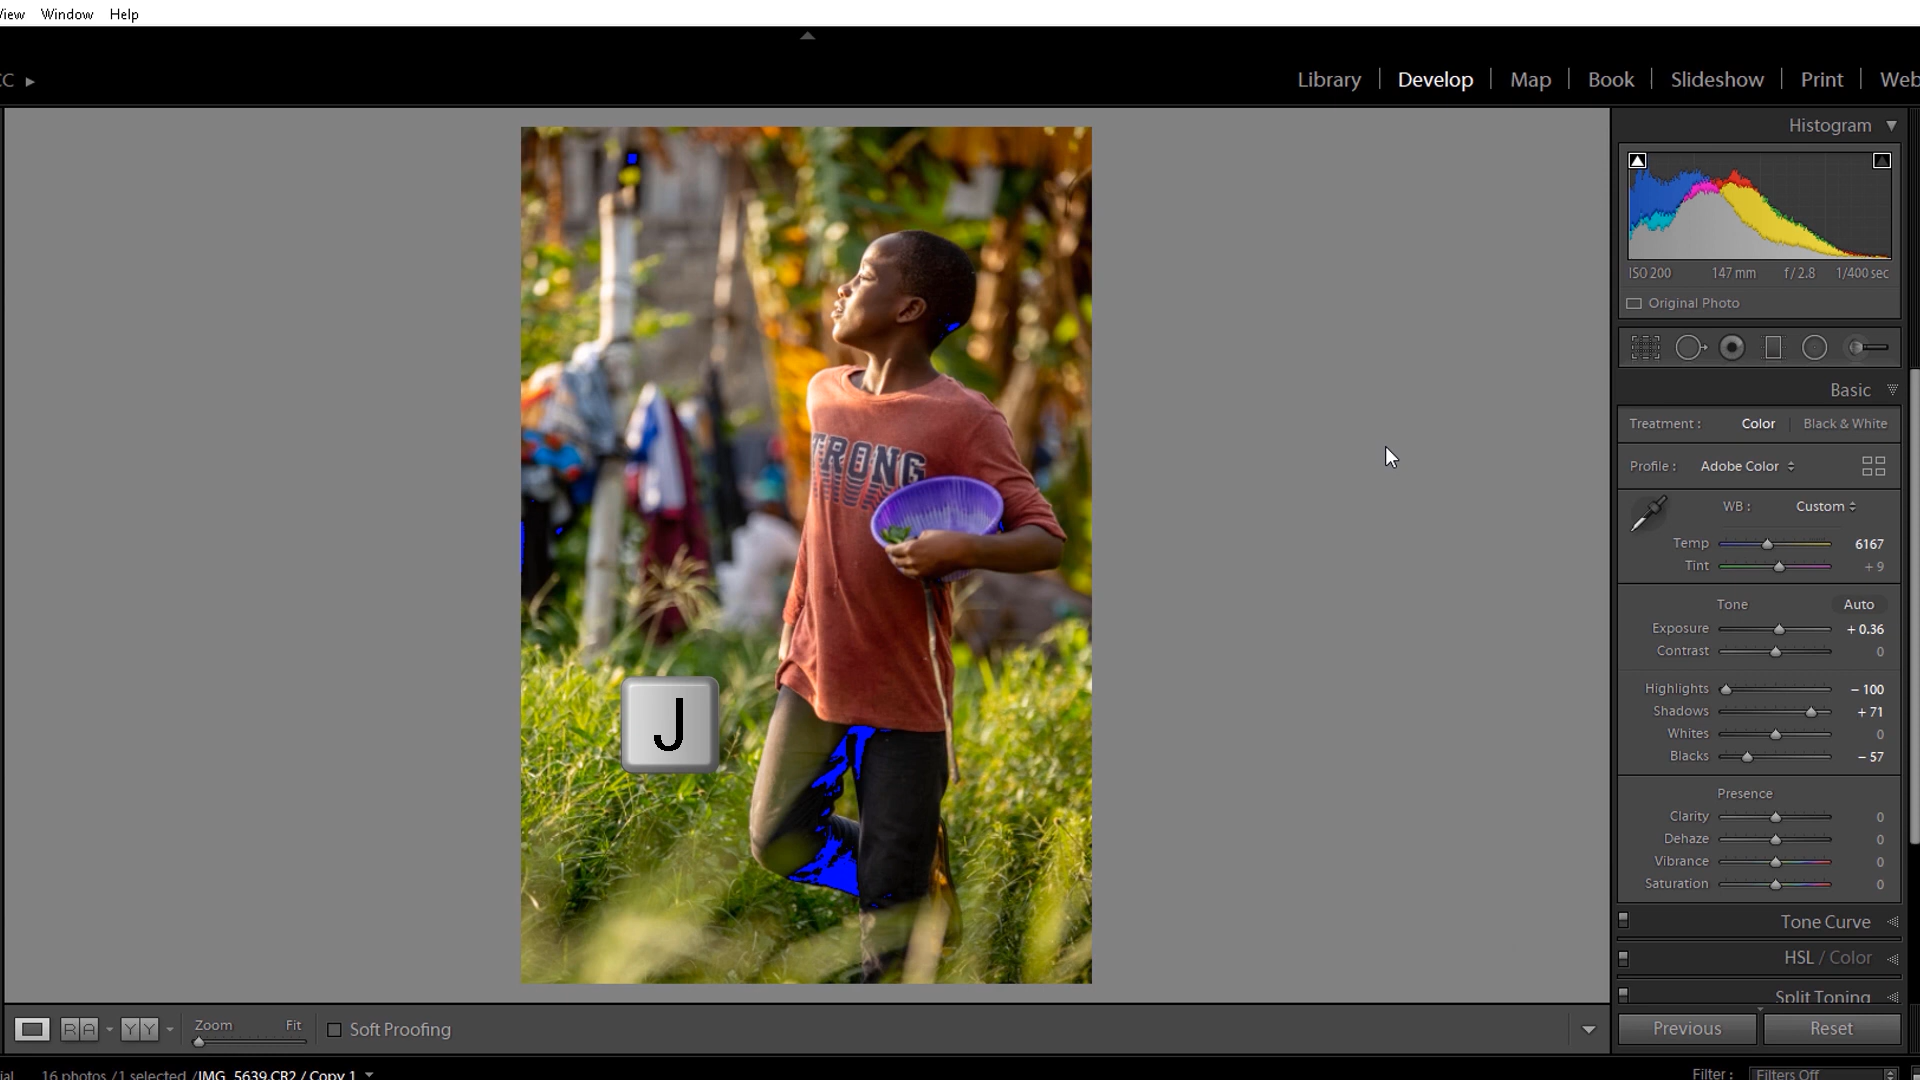 View Window Help
CC
Library Develop Map Book Slideshow Print Web
Histogram
ISO 200 147 mm f / 2.8 1/400 sec
Original Photo
Basic
Treatment : Color Black & White
Profile : Adobe Color
WB : Custom
Temp 6167
Tint + 9
Tone Auto
Exposure + 0.36
Contrast 0
Highlights – 100
Shadows + 71
Whites 0
Blacks – 57
Presence
Clarity 0
Dehaze 0
Vibrance 0
Saturation 0
Tone Curve
HSL / Color
Split Toning
Previous Reset
TRONG
J
R A Y Y Zoom Fit Soft Proofing
16 photos / 1 selected / IMG_5639.CR2 / Copy 1
Filter : Filters Off